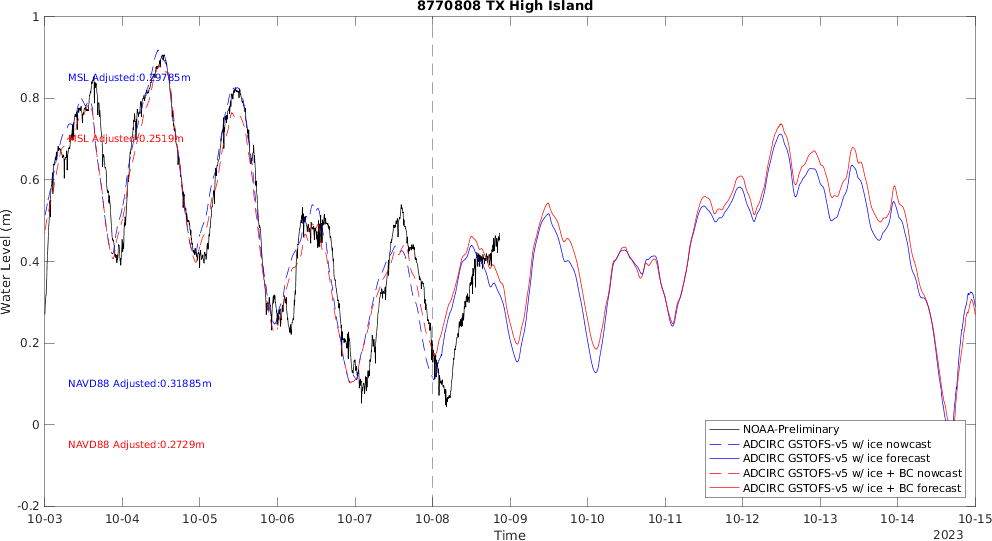 8770808 TX High Island
1
0.8
0.6
0.4
0.2
0
-0.2
Water Level (m)
MSL Adjusted:0.29785m
MSL Adjusted:0.2519m
NAVD88 Adjusted:0.31885m
NAVD88 Adjusted:0.2729m
NOAA-Preliminary
ADCIRC GSTOFS-v5 w/ ice nowcast
ADCIRC GSTOFS-v5 w/ ice forecast
ADCIRC GSTOFS-v5 w/ ice + BC nowcast
ADCIRC GSTOFS-v5 w/ ice + BC forecast
10-03 10-04 10-05 10-06 10-07 10-08 10-09 10-10 10-11 10-12 10-13 10-14 10-15
Time
2023